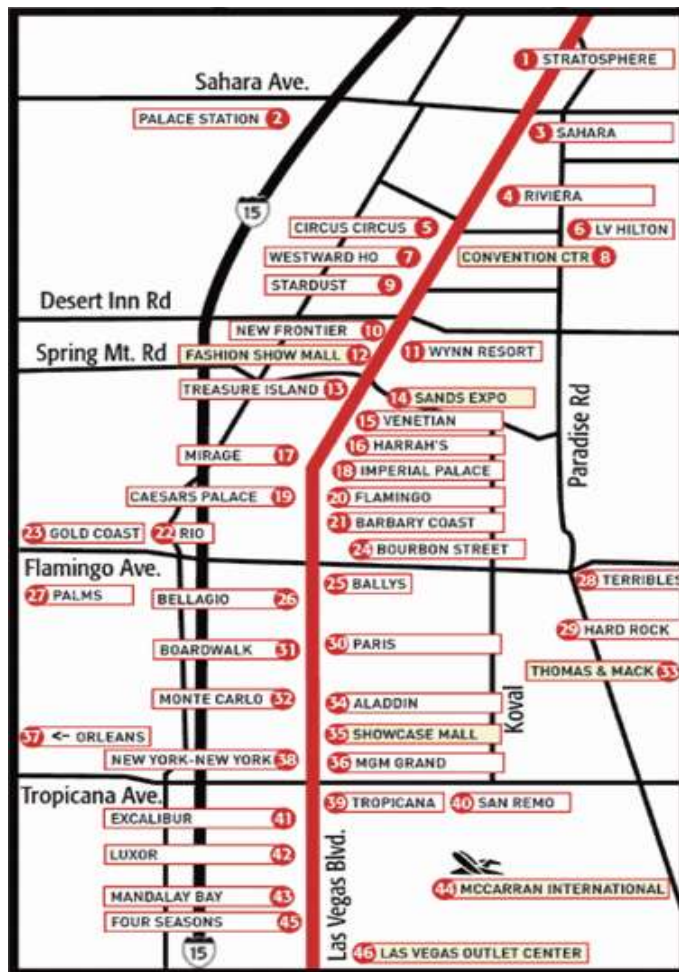 1 STRATOSPHERE
Sahara Ave.
PALACE STATION 2
3 SAHARA
4 RIVIERA
15
CIRCUS CIRCUS 5
6 LV HILTON
WESTWARD HO 7
CONVENTION CTR 8
STARDUST 9
Desert Inn Rd
NEW FRONTIER 10
Spring Mt. Rd
FASHION SHOW MALL 12
11 WYNN RESORT
TREASURE ISLAND 13
14 SANDS EXPO
15 VENETIAN
Paradise Rd
16 HARRAH'S
MIRAGE 17
18 IMPERIAL PALACE
CAESARS PALACE 19
20 FLAMINGO
21 BARBARY COAST
23 GOLD COAST
22 RIO
24 BOURBON STREET
Flamingo Ave.
25 BALLYS
28 TERRIBLES
27 PALMS
BELLAGIO 26
29 HARD ROCK
BOARDWALK 31
30 PARIS
THOMAS & MACK 33
MONTE CARLO 32
34 ALADDIN
Koval
37 <- ORLEANS
35 SHOWCASE MALL
NEW YORK-NEW YORK 38
36 MGM GRAND
Tropicana Ave.
39 TROPICANA
40 SAN REMO
EXCALIBUR 41
LUXOR 42
Las Vegas Blvd.
MANDALAY BAY 43
44 MCCARRAN INTERNATIONAL
FOUR SEASONS 45
15
46 LAS VEGAS OUTLET CENTER